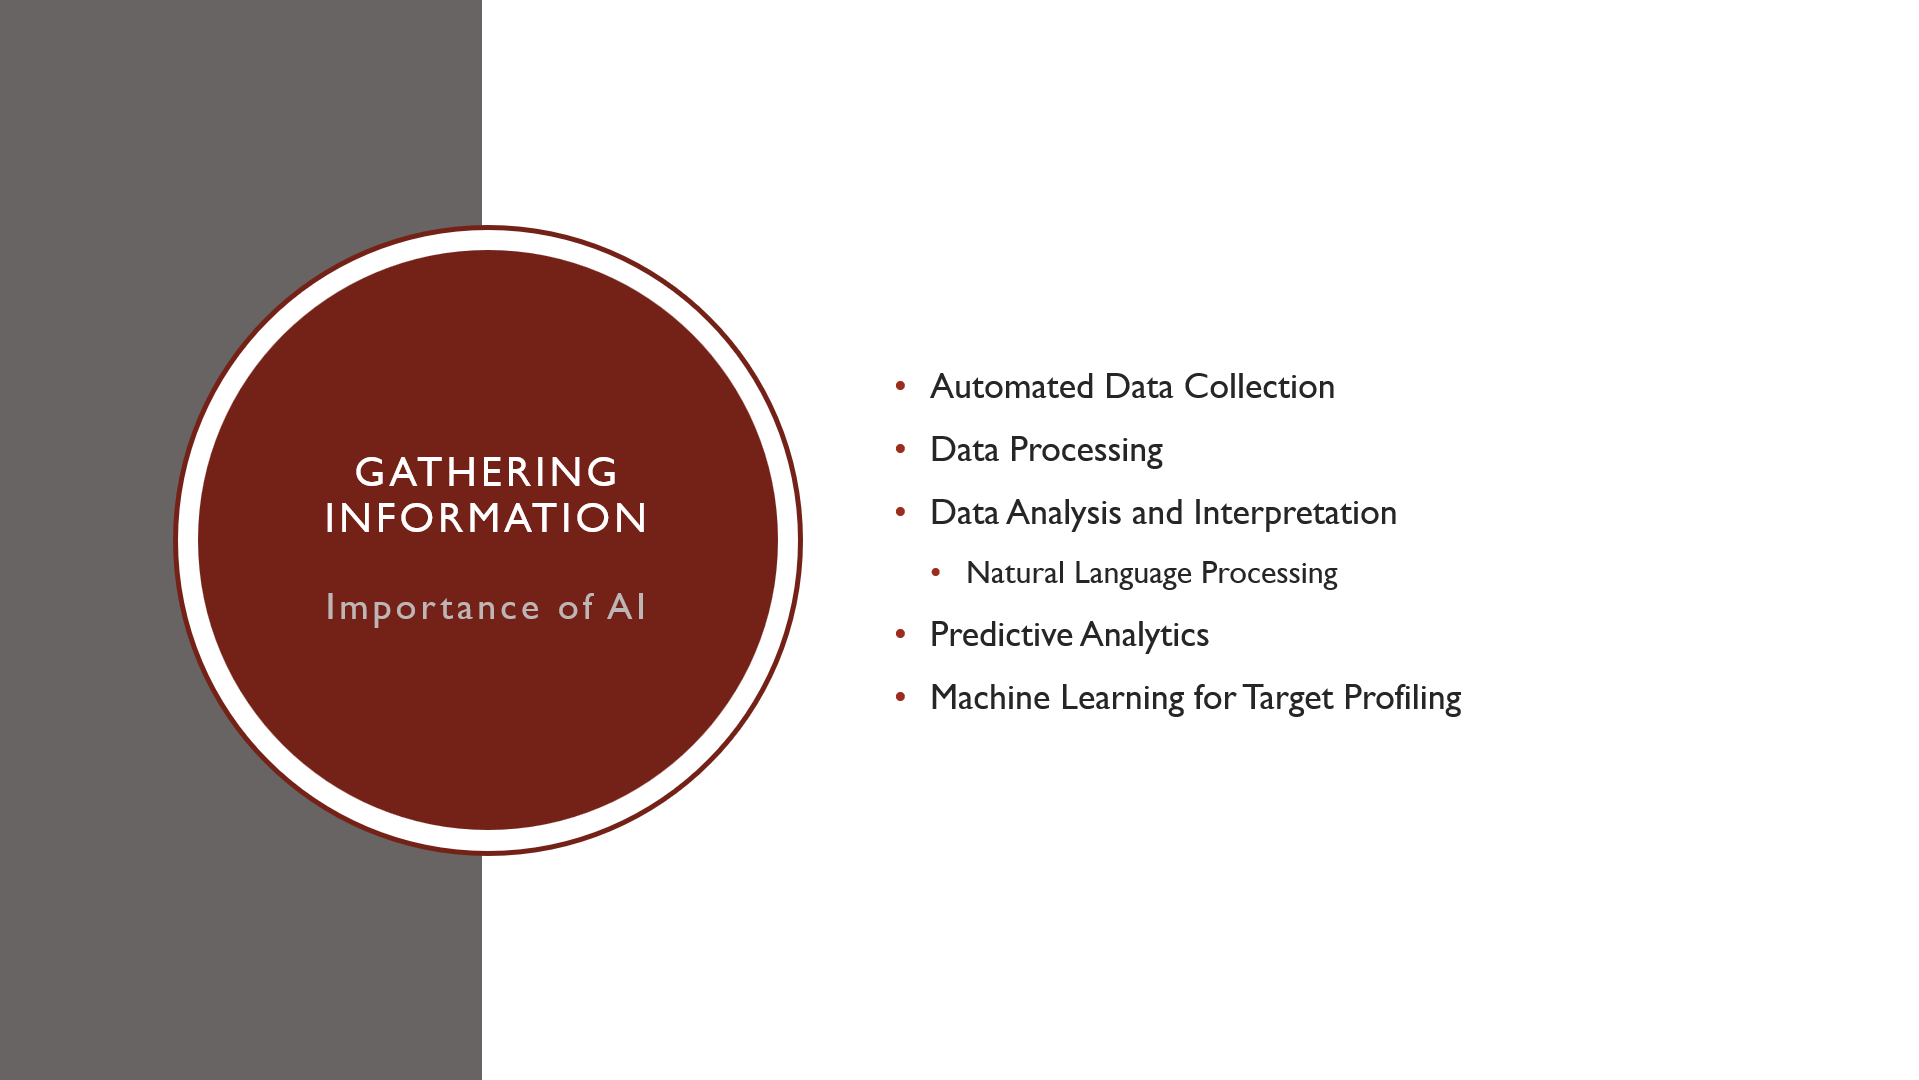 GATHERING
INFORMATION
Importance of AI
• Automated Data Collection
• Data Processing
• Data Analysis and Interpretation
• Natural Language Processing
• Predictive Analytics
• Machine Learning for Target Profiling